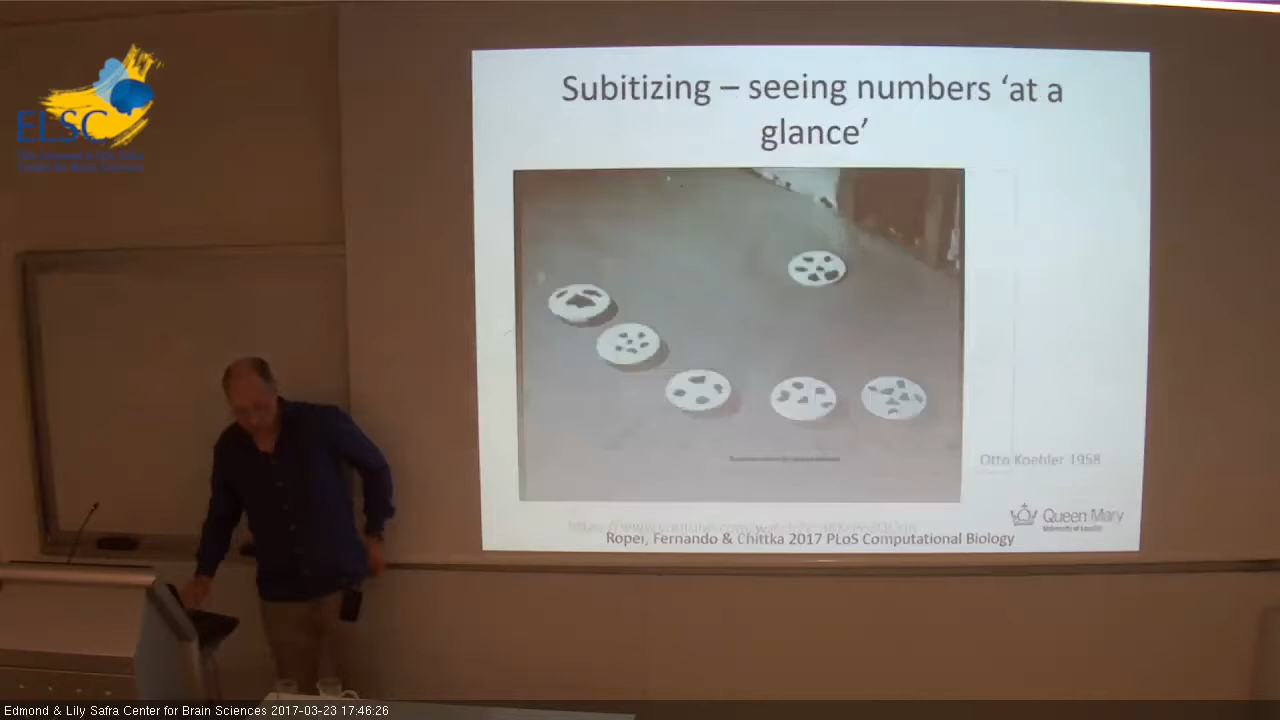 ELSC
Subitizing – seeing numbers ‘at a
glance’
Otto Koehler 1958
Queen Mary
University of London
Roper, Fernando & Chittka 2017 PLoS Computational Biology
Edmond & Lily Safra Center for Brain Sciences 2017-03-23 17:46:26